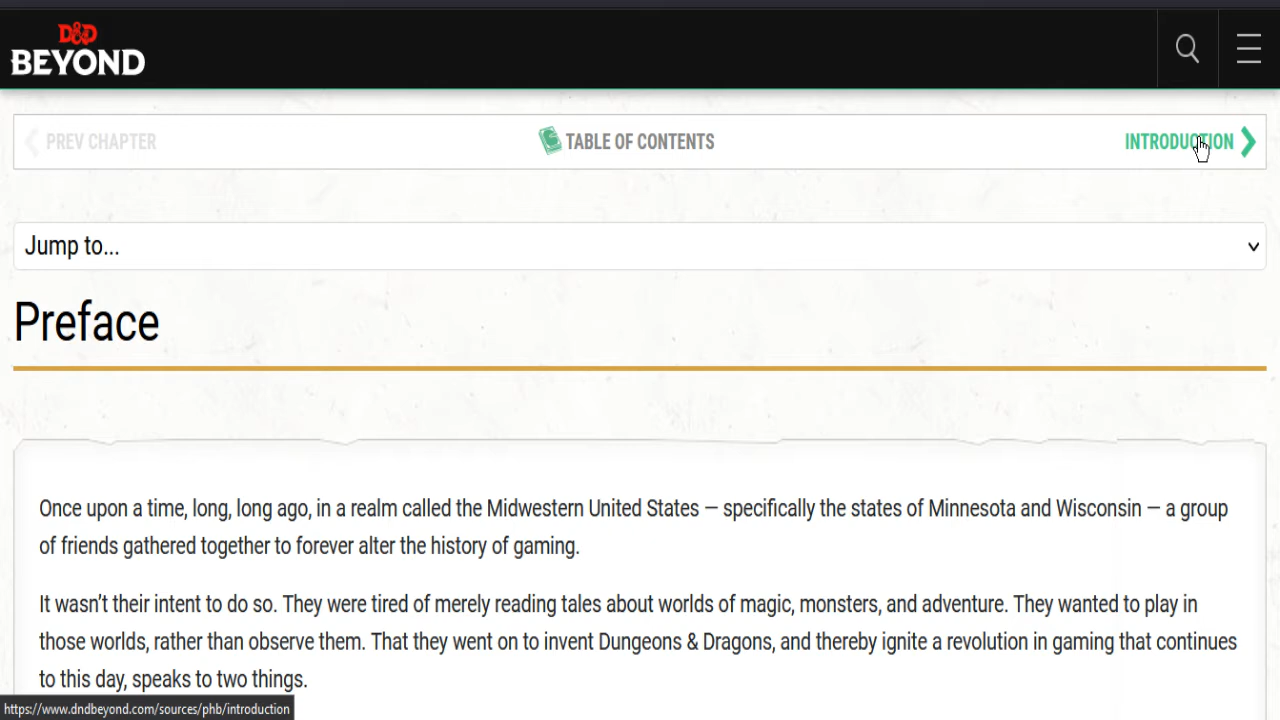 D&D
BEYOND
PREV CHAPTER
TABLE OF CONTENTS
INTRODUCTION
Jump to...
Preface
Once upon a time, long, long ago, in a realm called the Midwestern United States — specifically the states of Minnesota and Wisconsin — a group
of friends gathered together to forever alter the history of gaming.
It wasn’t their intent to do so. They were tired of merely reading tales about worlds of magic, monsters, and adventure. They wanted to play in
those worlds, rather than observe them. That they went on to invent Dungeons & Dragons, and thereby ignite a revolution in gaming that continues
to this day, speaks to two things.
https://www.dndbeyond.com/sources/phb/introduction